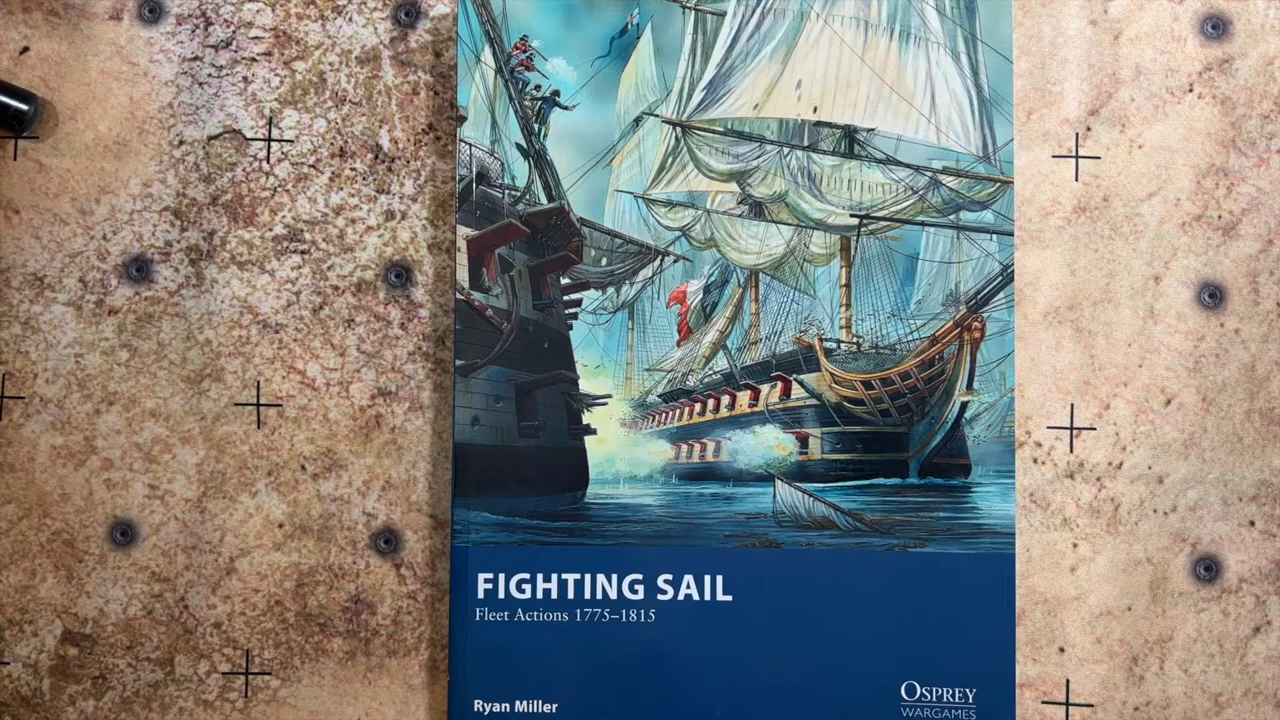 FIGHTING SAIL
Fleet Actions 1775–1815
Ryan Miller
OSPREY
WARGAMES